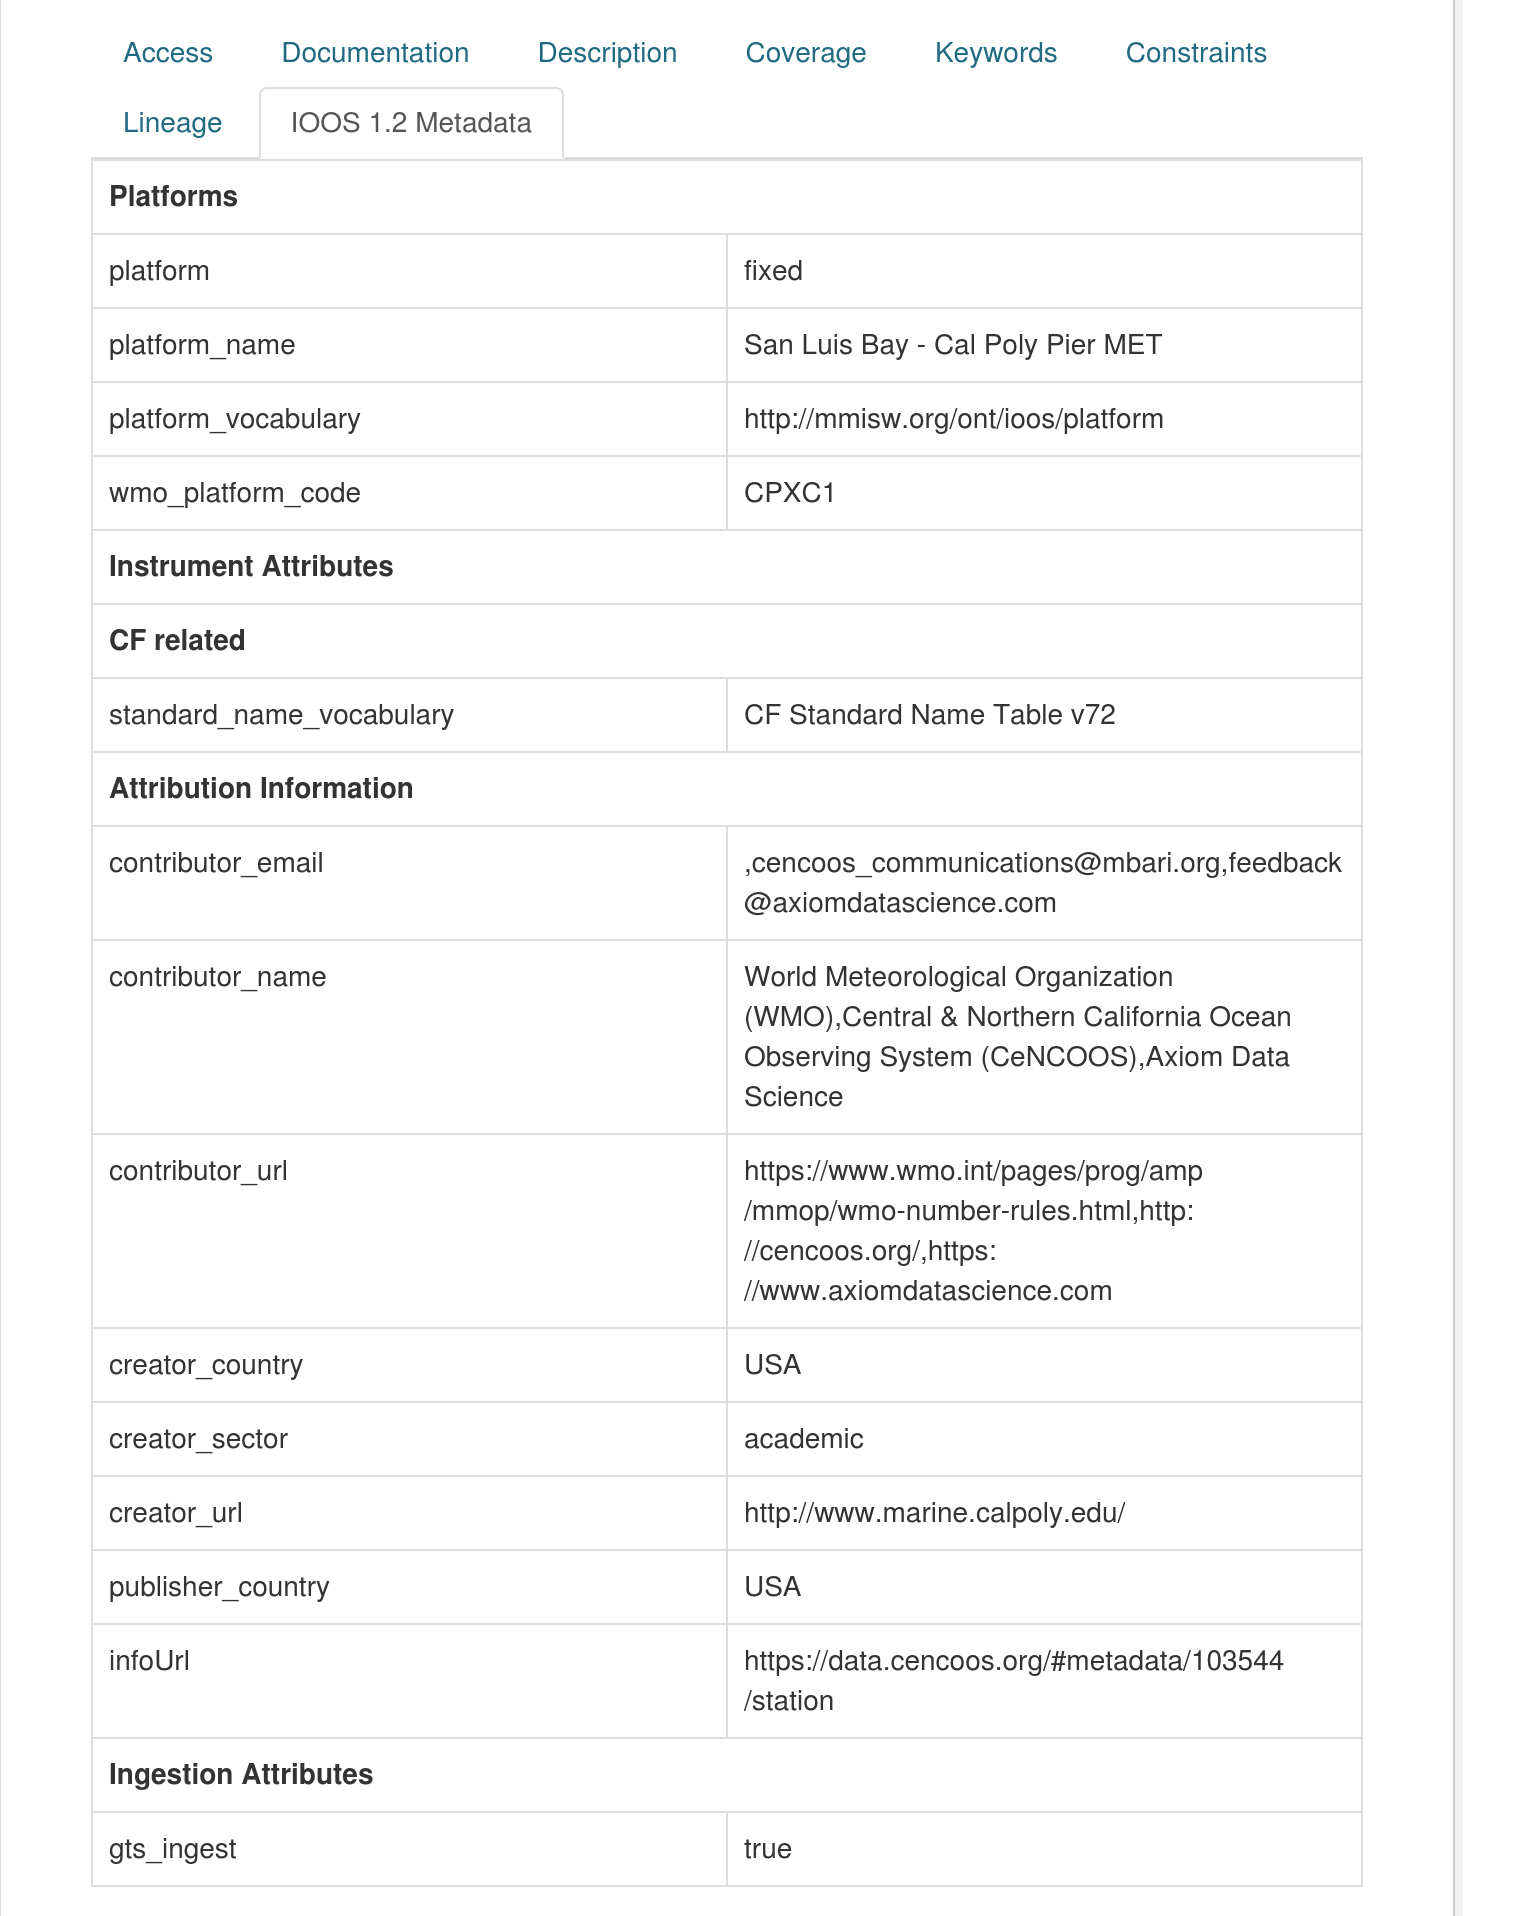 Access Documentation Description Coverage Keywords Constraints
Lineage IOOS 1.2 Metadata
Platforms
platform fixed
platform_name San Luis Bay - Cal Poly Pier MET
platform_vocabulary http://mmisw.org/ont/ioos/platform
wmo_platform_code CPXC1
Instrument Attributes
CF related
standard_name_vocabulary CF Standard Name Table v72
Attribution Information
contributor_email ,cencoos_communications@mbari.org,feedback
@axiomdatascience.com
contributor_name World Meteorological Organization
(WMO),Central & Northern California Ocean
Observing System (CeNCOOS),Axiom Data
Science
contributor_url https://www.wmo.int/pages/prog/amp
/mmop/wmo-number-rules.html,http:
//cencoos.org/,https:
//www.axiomdatascience.com
creator_country USA
creator_sector academic
creator_url http://www.marine.calpoly.edu/
publisher_country USA
infoUrl https://data.cencoos.org/#metadata/103544
/station
Ingestion Attributes
gts_ingest true